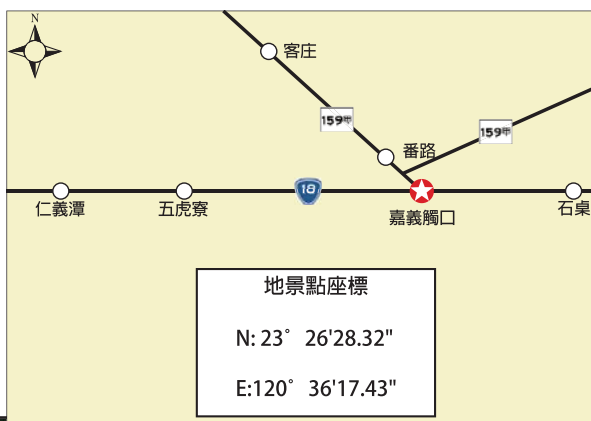 N
客庄
159甲
159甲
番路
18
仁義潭
五虎寮
嘉義觸口
石桌
地景點座標
N: 23° 26'28.32"
E:120° 36'17.43"